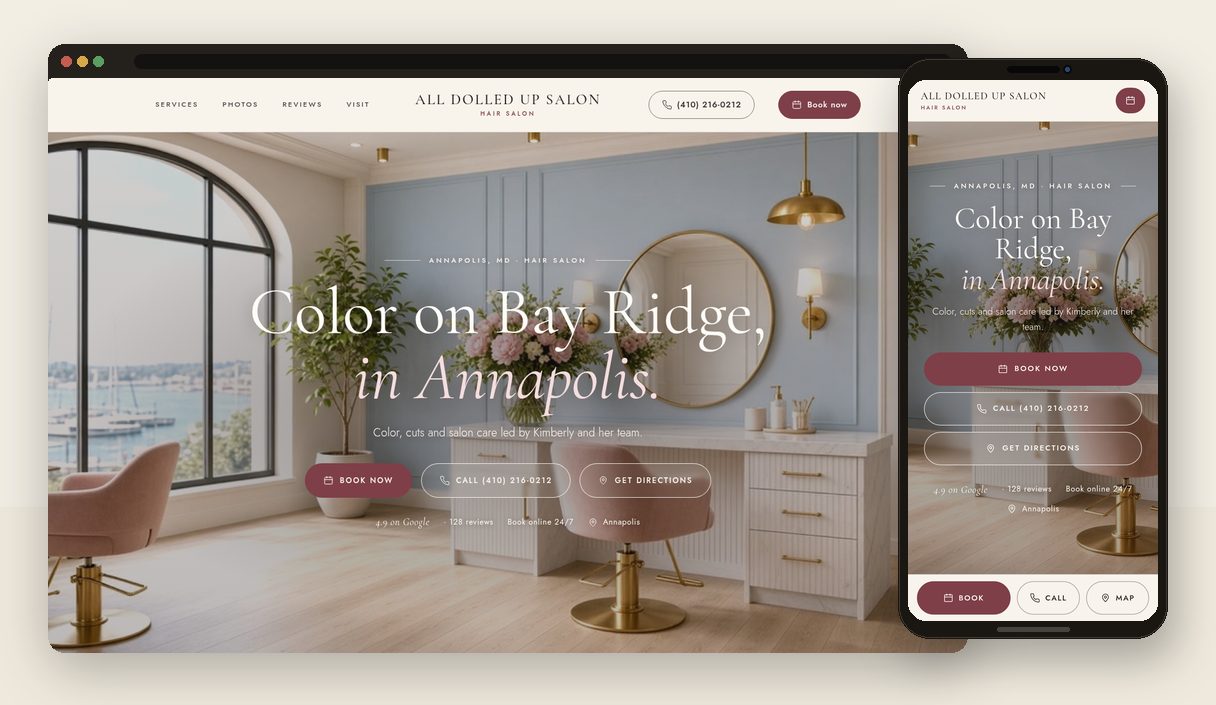 SERVICES PHOTOS REVIEWS VISIT
ALL DOLLED UP SALON
HAIR SALON
(410) 216-0212
Book now
ANNAPOLIS, MD · HAIR SALON
Color on Bay Ridge,
in Annapolis.
Color, cuts and salon care led by Kimberly and her team.
BOOK NOW
CALL (410) 216-0212
GET DIRECTIONS
4.9 on Google · 128 reviews Book online 24/7 Annapolis
ALL DOLLED UP SALON
HAIR SALON
ANNAPOLIS, MD · HAIR SALON
Color on Bay
Ridge,
in Annapolis.
Color, cuts and salon care led by Kimberly and her
team.
BOOK NOW
CALL (410) 216-0212
GET DIRECTIONS
4.9 on Google · 128 reviews Book online 24/7
Annapolis
BOOK
CALL
MAP